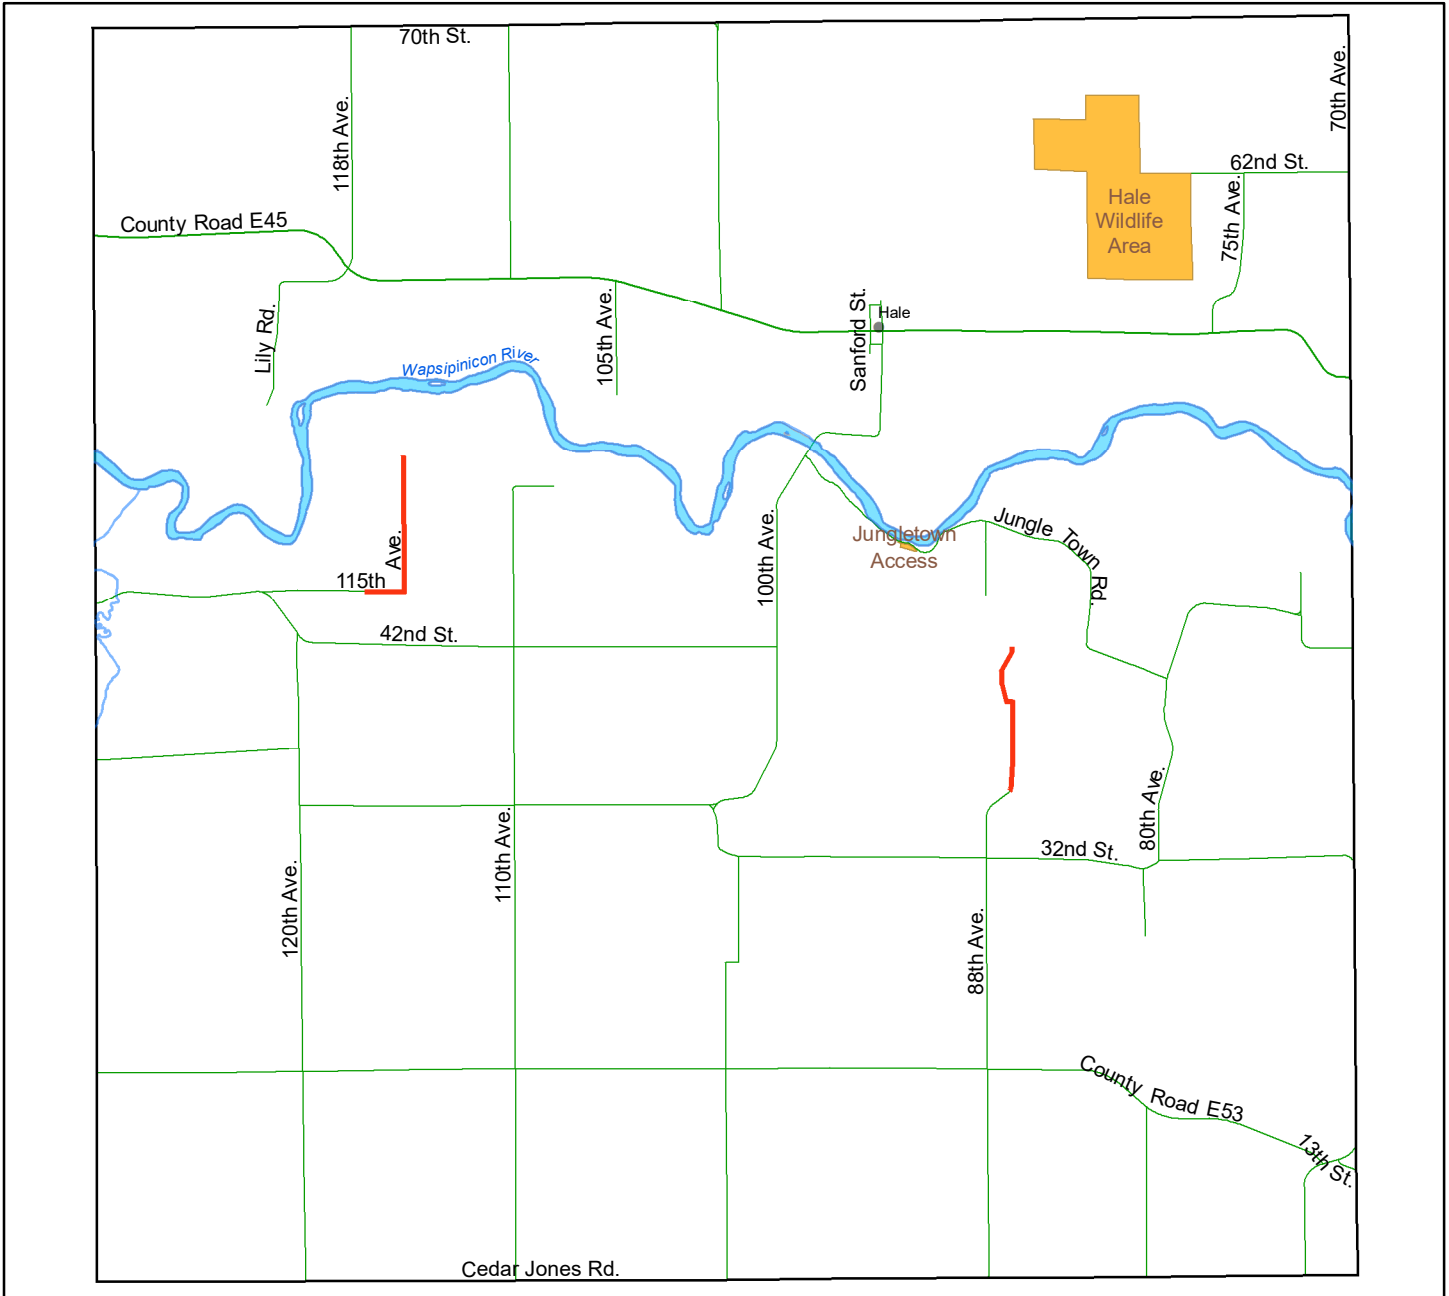 70th St.
70th Ave.
118th Ave.
62nd St.
75th Ave.
Hale
Wildlife
Area
County Road E45
Lily Rd.
105th Ave.
Sanford St.
Hale
Wapsipinicon River
115th Ave.
100th Ave.
Jungletown
Access
Jungle Town Rd.
42nd St.
110th Ave.
120th Ave.
80th Ave.
32nd St.
88th Ave.
County Road E53
13th St.
Cedar Jones Rd.